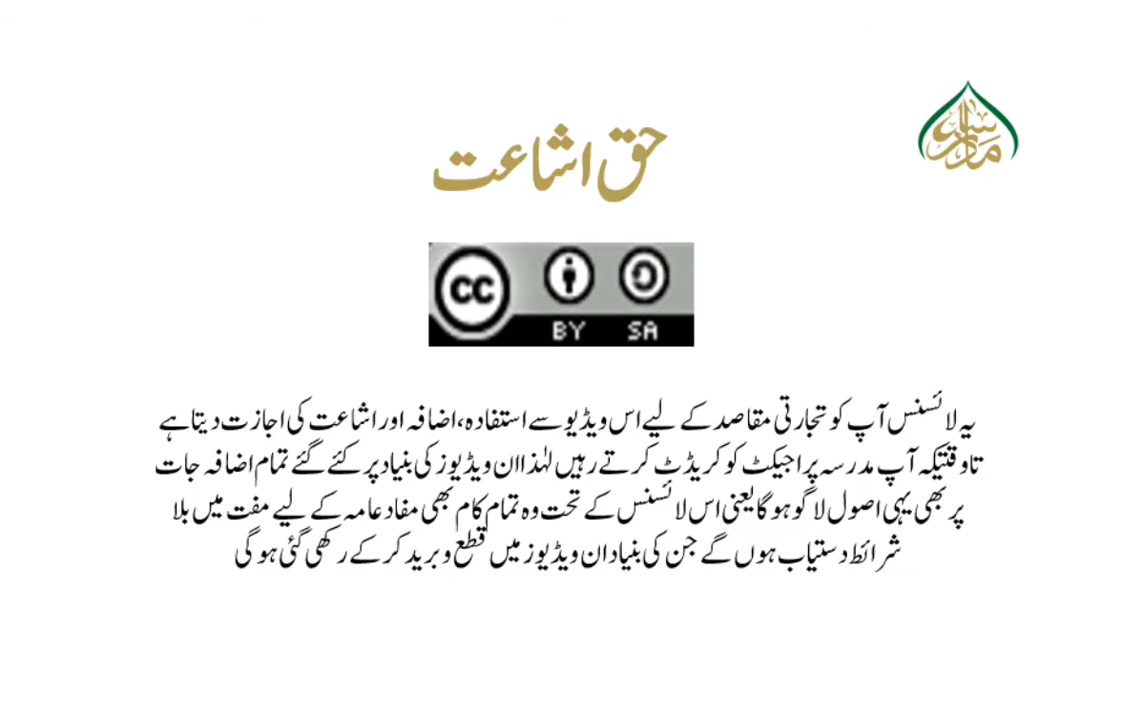 مدرسہ
حق اشاعت
CC BY SA
یہ لائسنس آپ کو تجارتی مقاصد کے لیے اس ویڈیو سے استفادہ، اضافہ اور اشاعت کی اجازت دیتا ہے
تاوقتیکہ آپ مدرسہ پراجیکٹ کو کریڈٹ کرتے رہیں لہٰذا ان ویڈیوز کی بنیاد پر کئے گئے تمام اضافہ جات
پر بھی یہی اصول لاگو ہوگا یعنی اس لائسنس کے تحت وہ تمام کام بھی مفاد عامہ کے لیے مفت میں بلا
شرائط دستیاب ہوں گے جن کی بنیاد ان ویڈیوز میں قطع و برید کر کے رکھی گئی ہوگی